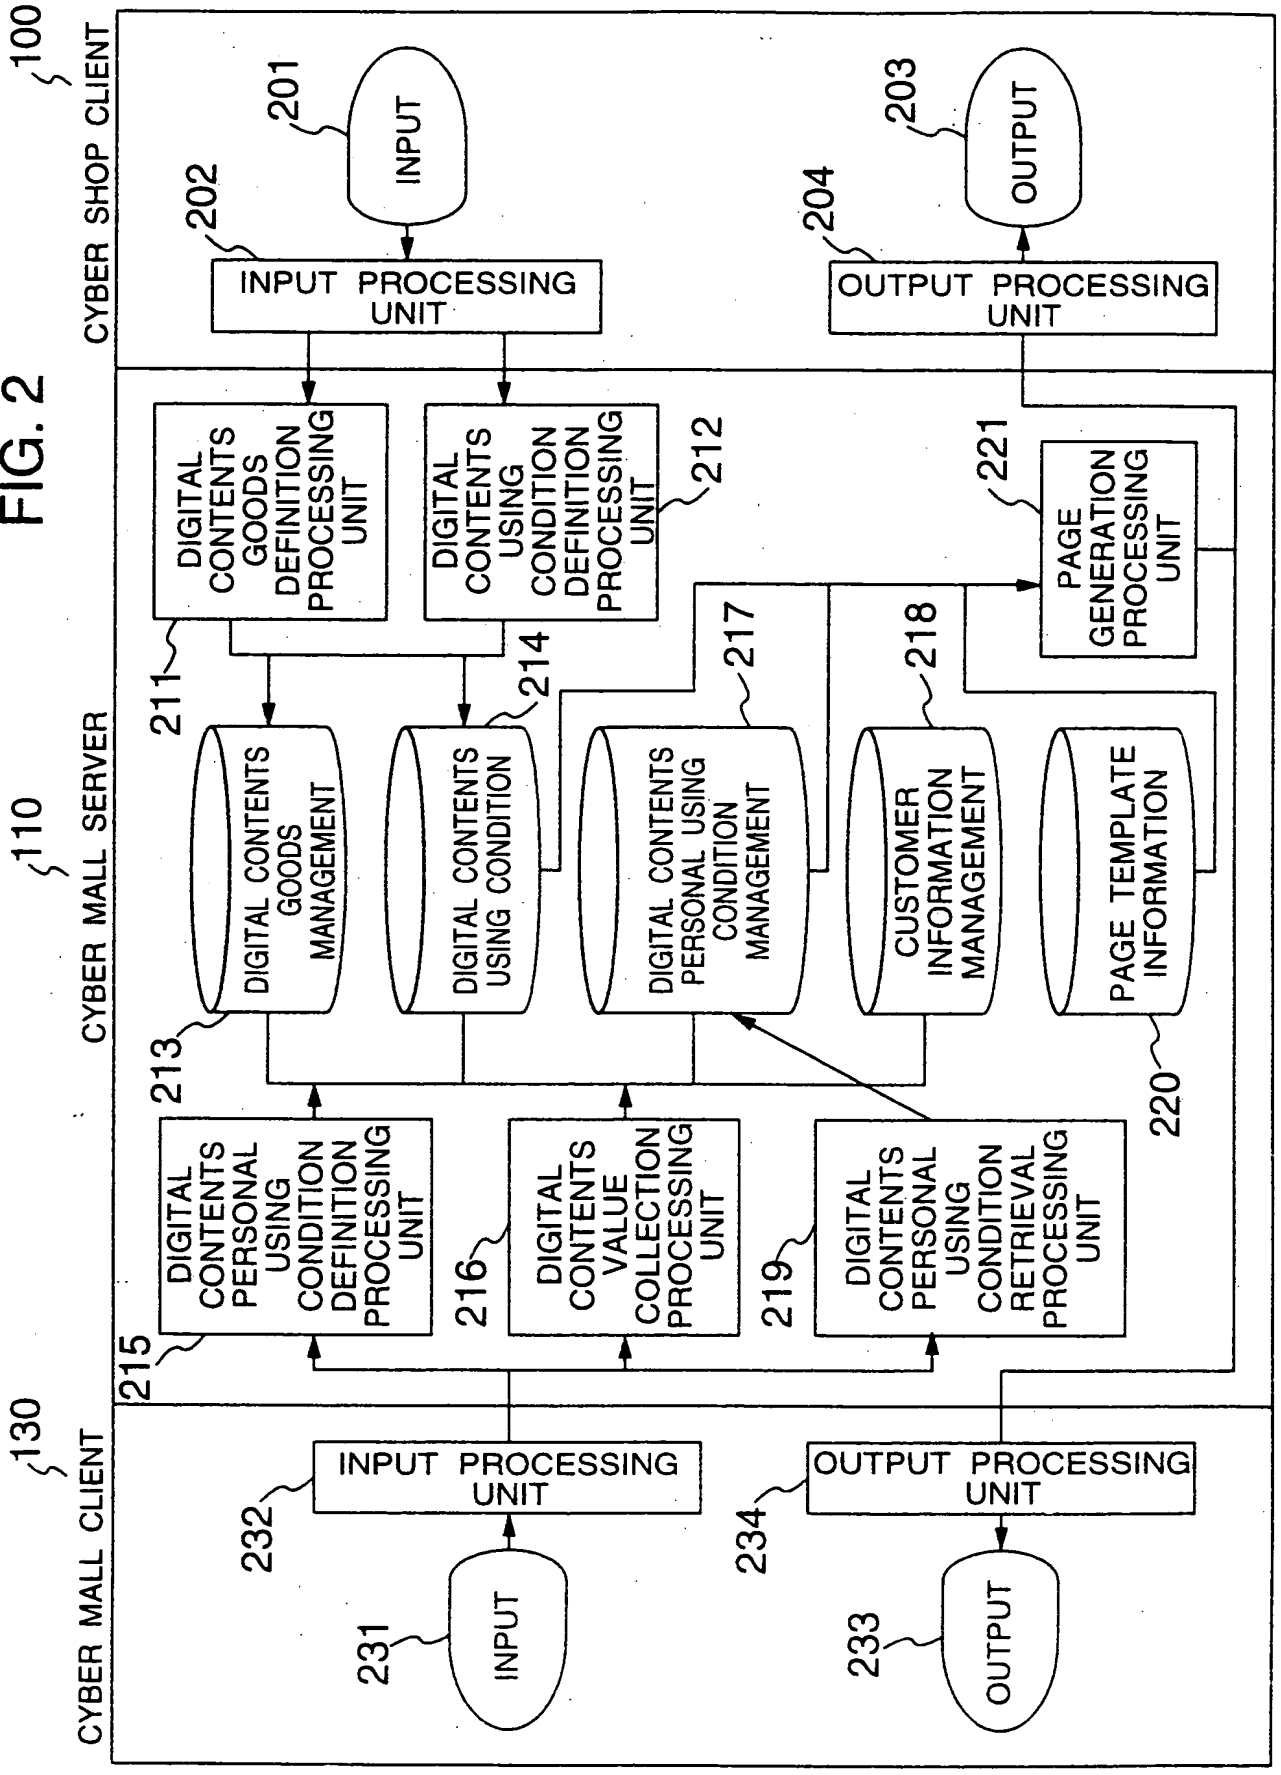 FIG. 2
130
CYBER MALL CLIENT
110
CYBER MALL SERVER
100
CYBER SHOP CLIENT
231
INPUT
232
INPUT PROCESSING
UNIT
233
OUTPUT
234
OUTPUT PROCESSING
UNIT
215
DIGITAL
CONTENTS
PERSONAL
USING
CONDITION
DEFINITION
PROCESSING
UNIT
216
DIGITAL
CONTENTS
VALUE
COLLECTION
PROCESSING
UNIT
219
DIGITAL
CONTENTS
PERSONAL
USING
CONDITION
RETRIEVAL
PROCESSING
UNIT
213
DIGITAL CONTENTS
GOODS
MANAGEMENT
214
DIGITAL CONTENTS
USING CONDITION
217
DIGITAL CONTENTS
PERSONAL USING
CONDITION
MANAGEMENT
218
CUSTOMER
INFORMATION
MANAGEMENT
220
PAGE TEMPLATE
INFORMATION
211
DIGITAL
CONTENTS
GOODS
DEFINITION
PROCESSING
UNIT
212
DIGITAL
CONTENTS
USING
CONDITION
DEFINITION
PROCESSING
UNIT
221
PAGE
GENERATION
PROCESSING
UNIT
202
INPUT PROCESSING
UNIT
201
INPUT
204
OUTPUT PROCESSING
UNIT
203
OUTPUT